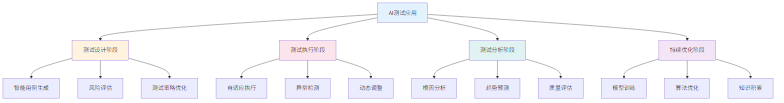 AI测试应用
测试设计阶段
测试执行阶段
测试分析阶段
持续优化阶段
智能用例生成
风险评估
测试策略优化
自适应执行
异常检测
动态调整
根因分析
趋势预测
质量评估
模型训练
算法优化
知识积累